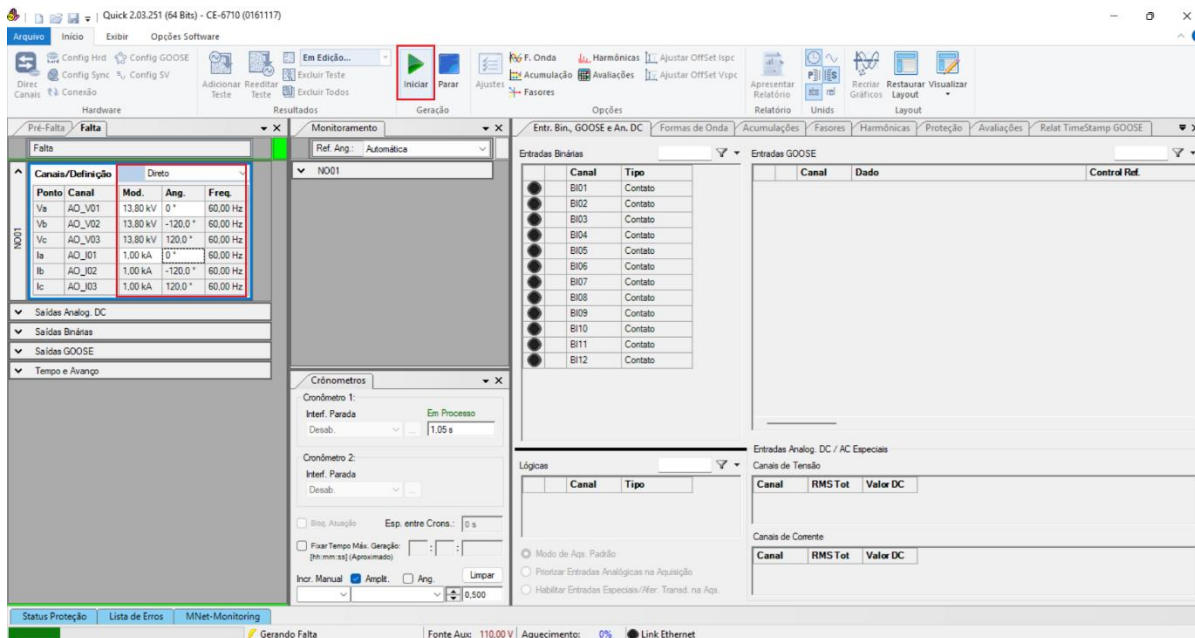 Quick 2.03.251 (64 Bits) - CE-6710 (0161117)
Arquivo Início Exibir Opções Software
Direc Canais
Config Hrd Config GOOSE
Config Sync Config SV
Conexão
Hardware
Adicionar Teste
Reeditar Teste
Em Edição...
Excluir Teste
Excluir Todos
Resultados
Iniciar Parar
Geração
Ajustes
F. Onda Harmônicas Ajustar OffSet Ispc
Acumulação Avaliações Ajustar OffSet Vspc
Fasores
Opções
Apresentar Relatório
Relatório
Unids
Recriar Gráficos
Restaurar Layout
Visualizar
Layout
Pré-Falta Falta
Falta
Canais/Definição Direto
Ponto Canal Mod. Ang. Freq.
Va AO_V01 13,80 kV 0 ° 60,00 Hz
Vb AO_V02 13,80 kV -120,0 ° 60,00 Hz
Vc AO_V03 13,80 kV 120,0 ° 60,00 Hz
Ia AO_I01 1,00 kA 0 ° 60,00 Hz
Ib AO_I02 1,00 kA -120,0 ° 60,00 Hz
Ic AO_I03 1,00 kA 120,0 ° 60,00 Hz
NO01
Saídas Analog. DC
Saídas Binárias
Saídas GOOSE
Tempo e Avanço
Monitoramento
Ref. Ang.: Automática
NO01
Crônometros
Cronômetro 1:
Interf. Parada Em Processo
Desab. ... 1,05 s
Cronômetro 2:
Interf. Parada
Desab. ...
Bloq. Atuação Esp. entre Crons.: 0 s
Fixar Tempo Máx. Geração: : :
[hh:mm:ss] (Aproximado)
Incr. Manual Amplit. Ang. Limpar
0,500
Entr. Bin., GOOSE e An. DC Formas de Onda Acumulações Fasores Harmônicas Proteção Avaliações Relat TimeStamp GOOSE
Entradas Binárias
Canal Tipo
BI01 Contato
BI02 Contato
BI03 Contato
BI04 Contato
BI05 Contato
BI06 Contato
BI07 Contato
BI08 Contato
BI09 Contato
BI10 Contato
BI11 Contato
BI12 Contato
Lógicas
Canal Tipo
Modo de Aqs. Padrão
Priorizar Entradas Analógicas na Aquisição
Habilitar Entradas Especiais/Afer. Transd. na Aqs.
Entradas GOOSE
Canal Dado Control Ref.
Entradas Analog. DC / AC Especiais
Canais de Tensão
Canal RMS Tot Valor DC
Canais de Corrente
Canal RMS Tot Valor DC
Status Proteção Lista de Erros MNet-Monitoring
Gerando Falta Fonte Aux: 110,00 V Aquecimento: 0% Link Ethernet